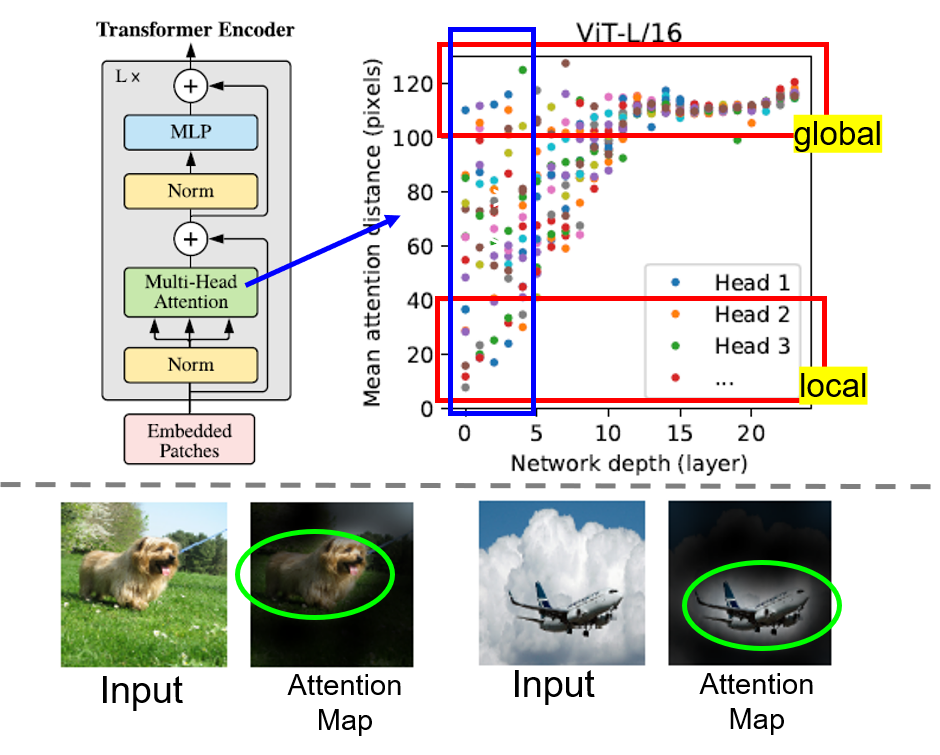 Transformer Encoder
L ×
+
MLP
Norm
+
Multi-Head
Attention
Norm
Embedded
Patches
ViT-L/16
Mean attention distance (pixels)
120
100
80
60
40
20
0
0 5 10 15 20
Network depth (layer)
Head 1
Head 2
Head 3
...
global
local
Input
Attention
Map
Input
Attention
Map